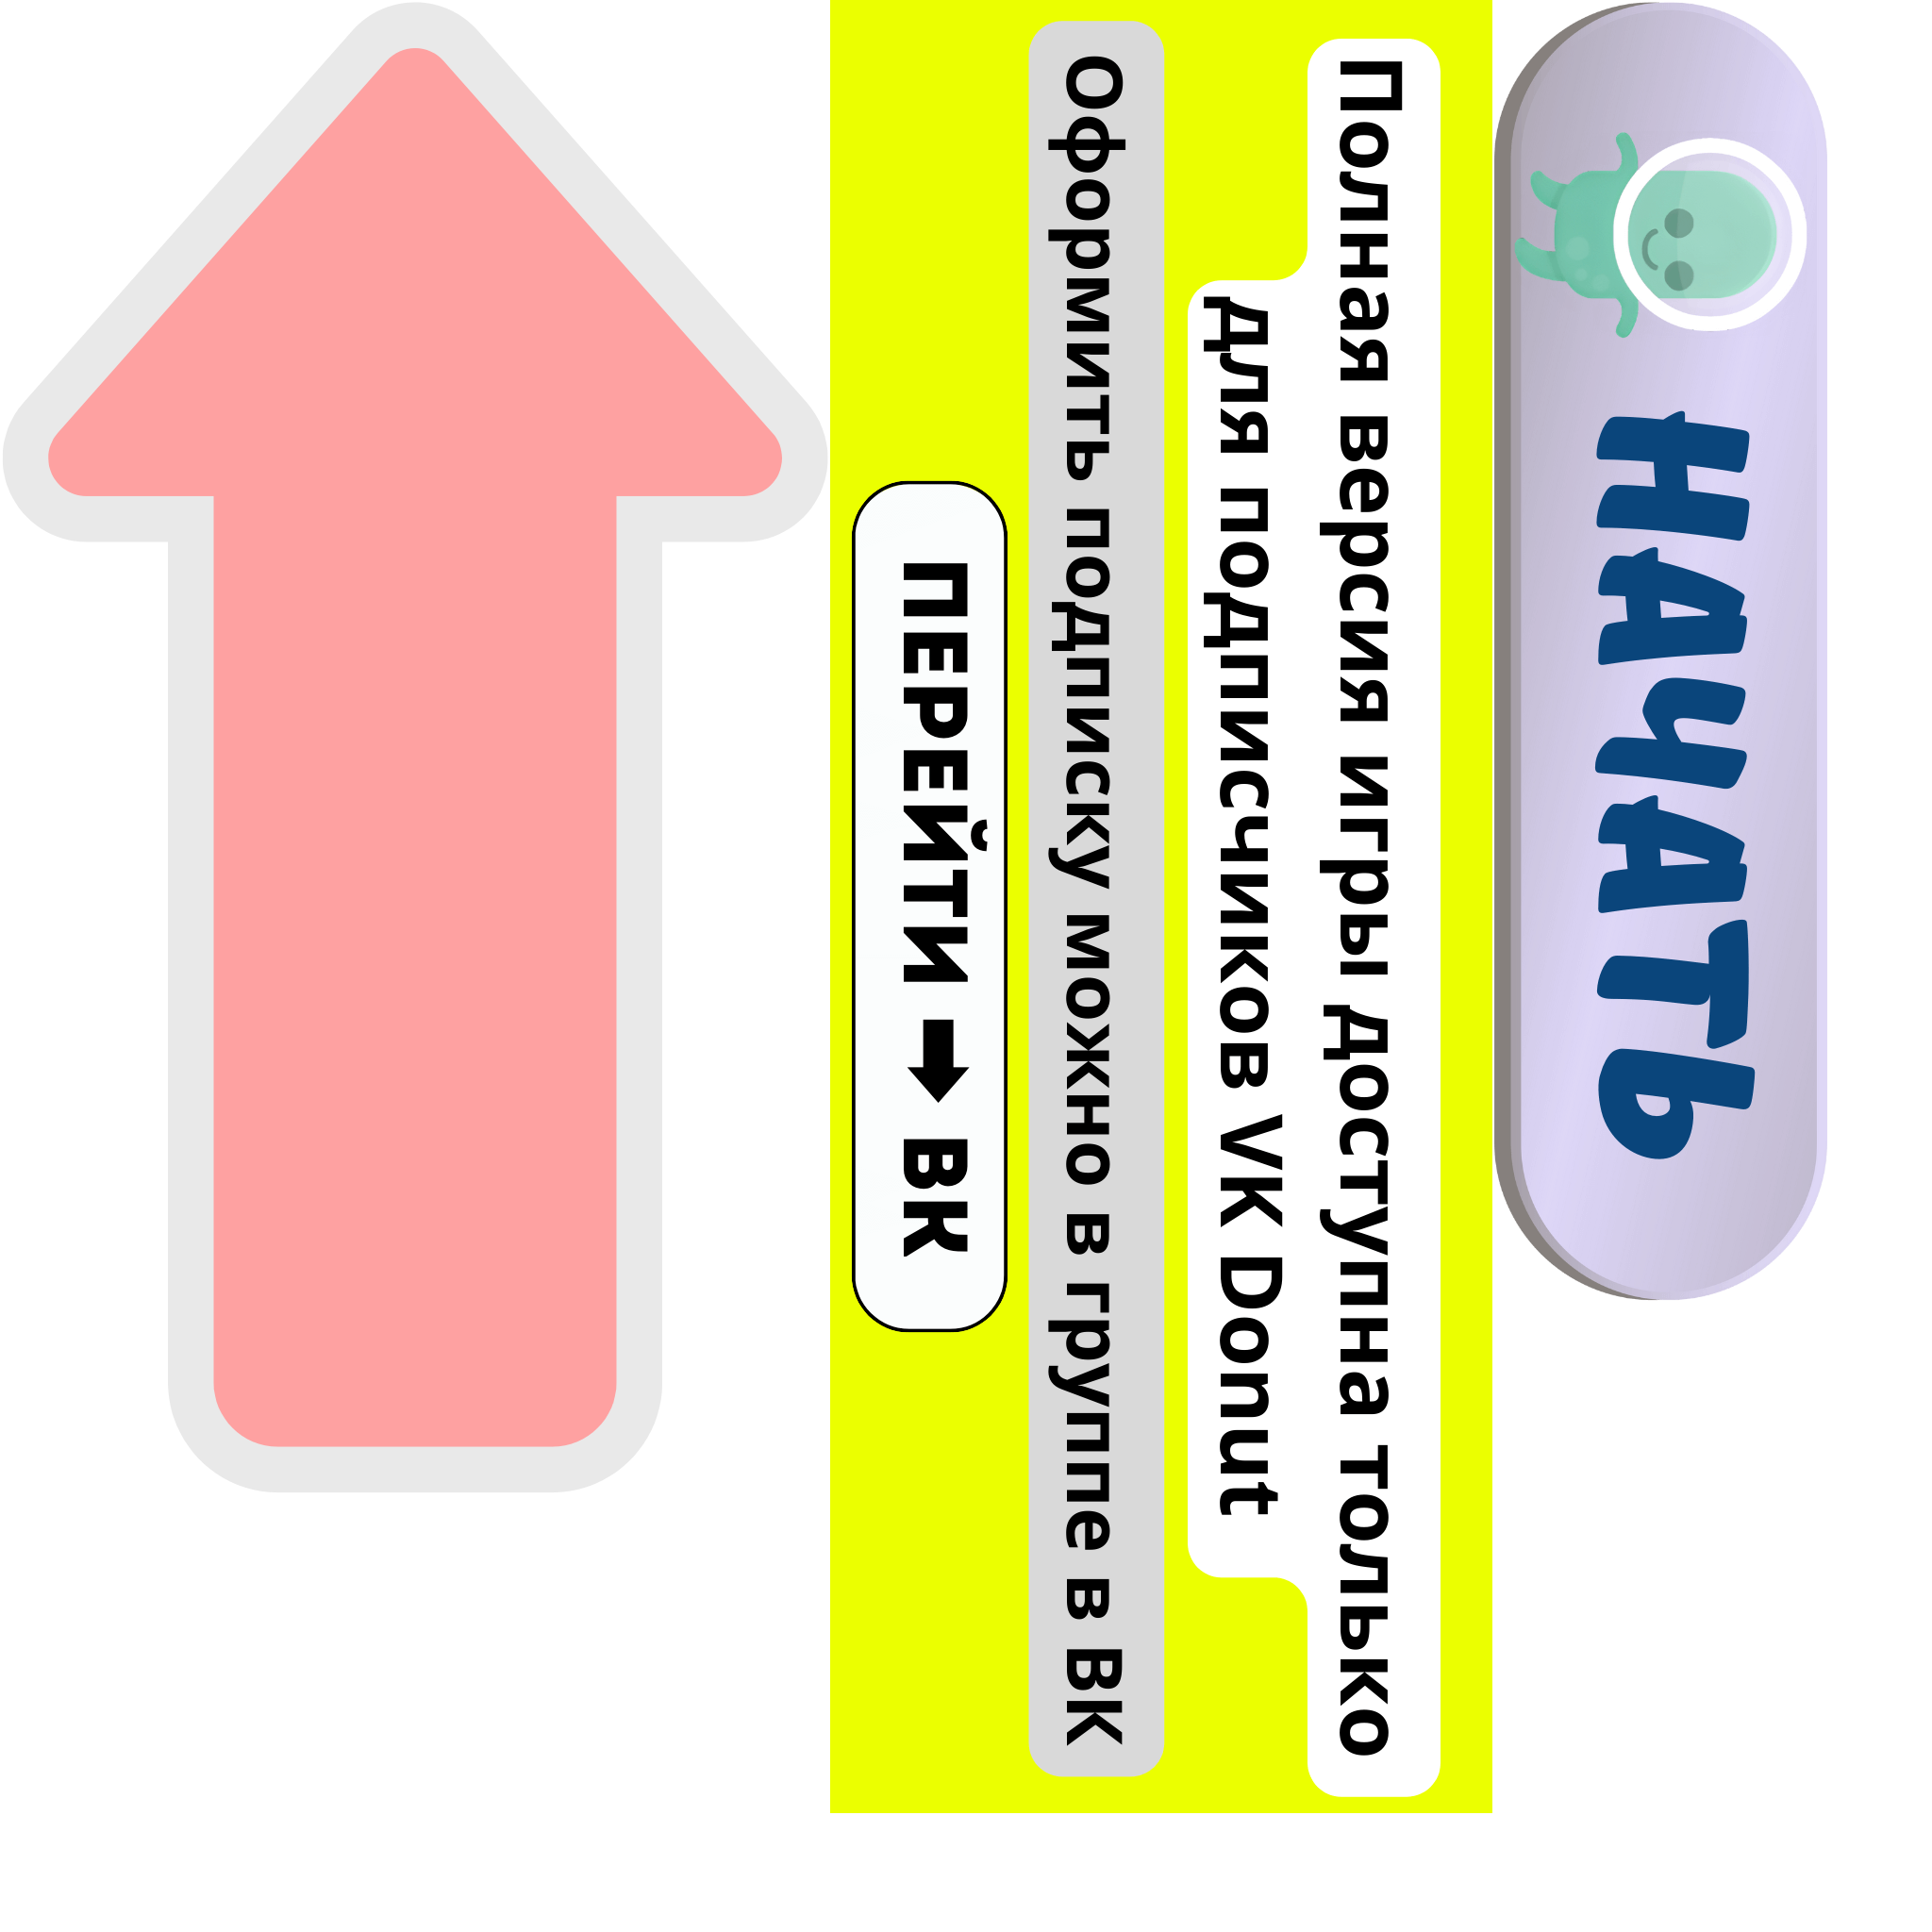 НАЧАТЬ
Полная версия игры доступна только
для подписчиков VK Donut
Оформить подписку можно в группе в ВК
ПЕРЕЙТИ ➡ ВК